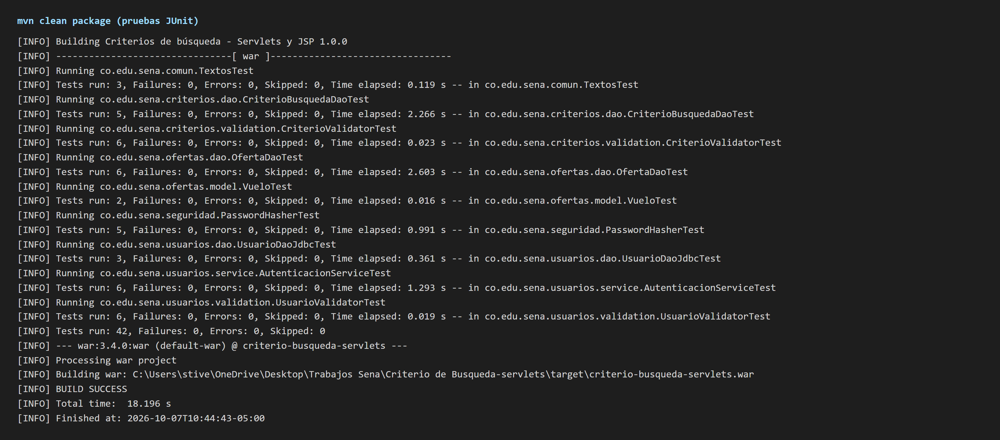 mvn clean package (pruebas JUnit)
[INFO] Building Criterios de búsqueda - Servlets y JSP 1.0.0
[INFO] --------------------------------[ war ]---------------------------------
[INFO] Running co.edu.sena.comun.TextosTest
[INFO] Tests run: 3, Failures: 0, Errors: 0, Skipped: 0, Time elapsed: 0.119 s -- in co.edu.sena.comun.TextosTest
[INFO] Running co.edu.sena.criterios.dao.CriterioBusquedaDaoTest
[INFO] Tests run: 5, Failures: 0, Errors: 0, Skipped: 0, Time elapsed: 2.266 s -- in co.edu.sena.criterios.dao.CriterioBusquedaDaoTest
[INFO] Running co.edu.sena.criterios.validation.CriterioValidatorTest
[INFO] Tests run: 6, Failures: 0, Errors: 0, Skipped: 0, Time elapsed: 0.023 s -- in co.edu.sena.criterios.validation.CriterioValidatorTest
[INFO] Running co.edu.sena.ofertas.dao.OfertaDaoTest
[INFO] Tests run: 6, Failures: 0, Errors: 0, Skipped: 0, Time elapsed: 2.603 s -- in co.edu.sena.ofertas.dao.OfertaDaoTest
[INFO] Running co.edu.sena.ofertas.model.VueloTest
[INFO] Tests run: 2, Failures: 0, Errors: 0, Skipped: 0, Time elapsed: 0.016 s -- in co.edu.sena.ofertas.model.VueloTest
[INFO] Running co.edu.sena.seguridad.PasswordHasherTest
[INFO] Tests run: 5, Failures: 0, Errors: 0, Skipped: 0, Time elapsed: 0.991 s -- in co.edu.sena.seguridad.PasswordHasherTest
[INFO] Running co.edu.sena.usuarios.dao.UsuarioDaoJdbcTest
[INFO] Tests run: 3, Failures: 0, Errors: 0, Skipped: 0, Time elapsed: 0.361 s -- in co.edu.sena.usuarios.dao.UsuarioDaoJdbcTest
[INFO] Running co.edu.sena.usuarios.service.AutenticacionServiceTest
[INFO] Tests run: 6, Failures: 0, Errors: 0, Skipped: 0, Time elapsed: 1.293 s -- in co.edu.sena.usuarios.service.AutenticacionServiceTest
[INFO] Running co.edu.sena.usuarios.validation.UsuarioValidatorTest
[INFO] Tests run: 6, Failures: 0, Errors: 0, Skipped: 0, Time elapsed: 0.019 s -- in co.edu.sena.usuarios.validation.UsuarioValidatorTest
[INFO] Tests run: 42, Failures: 0, Errors: 0, Skipped: 0
[INFO] --- war:3.4.0:war (default-war) @ criterio-busqueda-servlets ---
[INFO] Processing war project
[INFO] Building war: C:\Users\stive\OneDrive\Desktop\Trabajos Sena\Criterio de Busqueda-servlets\target\criterio-busqueda-servlets.war
[INFO] BUILD SUCCESS
[INFO] Total time:  18.196 s
[INFO] Finished at: 2026-10-07T10:44:43-05:00